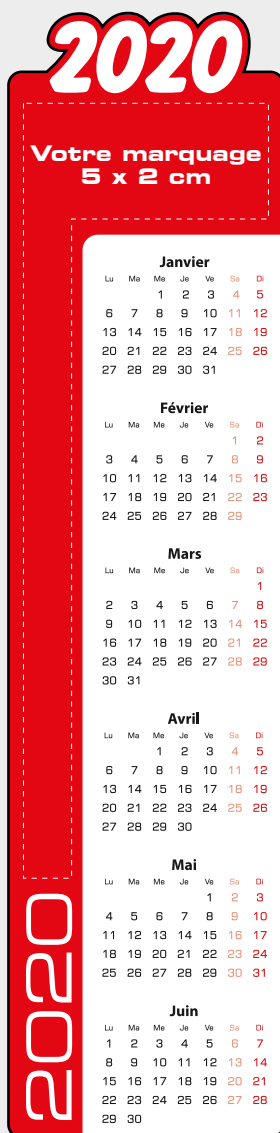 2020
Votre marquage
5 x 2 cm
Janvier
Lu Ma Me Je Ve Sa Di
1 2 3 4 5
6 7 8 9 10 11 12
13 14 15 16 17 18 19
20 21 22 23 24 25 26
27 28 29 30 31
Février
Lu Ma Me Je Ve Sa Di
1 2
3 4 5 6 7 8 9
10 11 12 13 14 15 16
17 18 19 20 21 22 23
24 25 26 27 28 29
Mars
Lu Ma Me Je Ve Sa Di
1
2 3 4 5 6 7 8
9 10 11 12 13 14 15
16 17 18 19 20 21 22
23 24 25 26 27 28 29
30 31
Avril
Lu Ma Me Je Ve Sa Di
1 2 3 4 5
6 7 8 9 10 11 12
13 14 15 16 17 18 19
20 21 22 23 24 25 26
27 28 29 30
Mai
Lu Ma Me Je Ve Sa Di
1 2 3
4 5 6 7 8 9 10
11 12 13 14 15 16 17
18 19 20 21 22 23 24
25 26 27 28 29 30 31
Juin
Lu Ma Me Je Ve Sa Di
1 2 3 4 5 6 7
8 9 10 11 12 13 14
15 16 17 18 19 20 21
22 23 24 25 26 27 28
29 30
2020